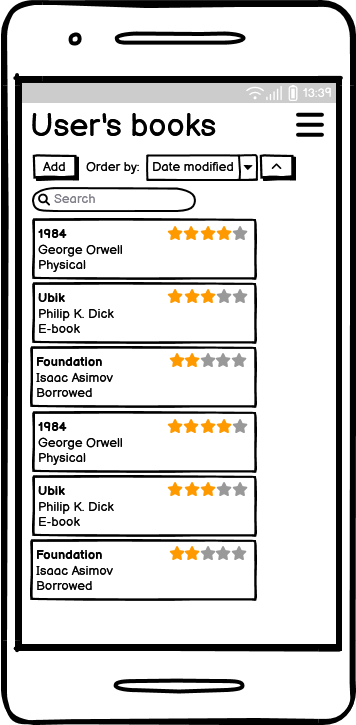 13:39
User's books
Add Order by: Date modified
Search
1984
George Orwell
Physical
Ubik
Philip K. Dick
E-book
Foundation
Isaac Asimov
Borrowed
1984
George Orwell
Physical
Ubik
Philip K. Dick
E-book
Foundation
Isaac Asimov
Borrowed